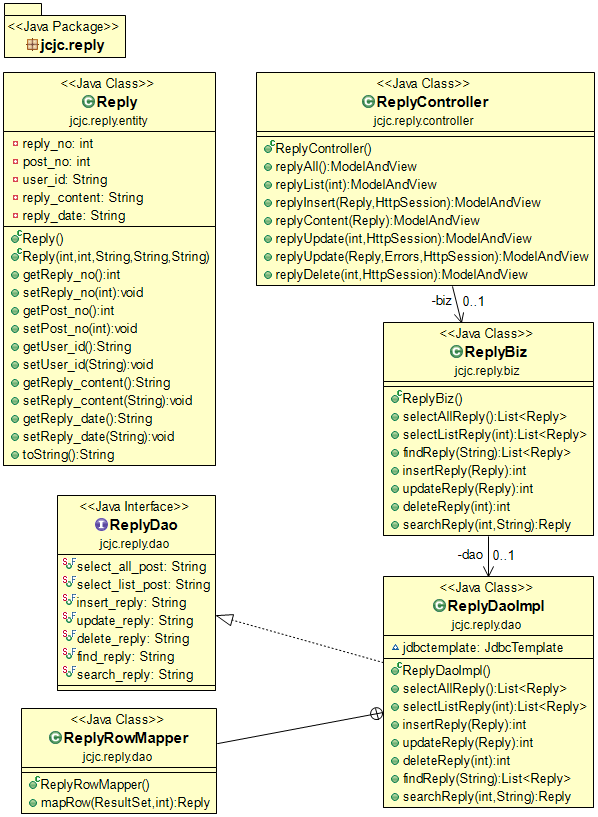 <<Java Package>>
jcjc.reply
<<Java Class>>
Reply
jcjc.reply.entity
reply_no: int
post_no: int
user_id: String
reply_content: String
reply_date: String
Reply()
Reply(int,int,String,String,String)
getReply_no():int
setReply_no(int):void
getPost_no():int
setPost_no(int):void
getUser_id():String
setUser_id(String):void
getReply_content():String
setReply_content(String):void
getReply_date():String
setReply_date(String):void
toString():String
<<Java Class>>
ReplyController
jcjc.reply.controller
ReplyController()
replyAll():ModelAndView
replyList(int):ModelAndView
replyInsert(Reply,HttpSession):ModelAndView
replyContent(Reply):ModelAndView
replyUpdate(int,HttpSession):ModelAndView
replyUpdate(Reply,Errors,HttpSession):ModelAndView
replyDelete(int,HttpSession):ModelAndView
-biz 0..1
<<Java Class>>
ReplyBiz
jcjc.reply.biz
ReplyBiz()
selectAllReply():List<Reply>
selectListReply(int):List<Reply>
findReply(String):List<Reply>
insertReply(Reply):int
updateReply(Reply):int
deleteReply(int):int
searchReply(int,String):Reply
-dao 0..1
<<Java Interface>>
ReplyDao
jcjc.reply.dao
select_all_post: String
select_list_post: String
insert_reply: String
update_reply: String
delete_reply: String
find_reply: String
search_reply: String
<<Java Class>>
ReplyDaoImpl
jcjc.reply.dao
jdbctemplate: JdbcTemplate
ReplyDaoImpl()
selectAllReply():List<Reply>
selectListReply(int):List<Reply>
insertReply(Reply):int
updateReply(Reply):int
deleteReply(int):int
findReply(String):List<Reply>
searchReply(int,String):Reply
<<Java Class>>
ReplyRowMapper
jcjc.reply.dao
ReplyRowMapper()
mapRow(ResultSet,int):Reply